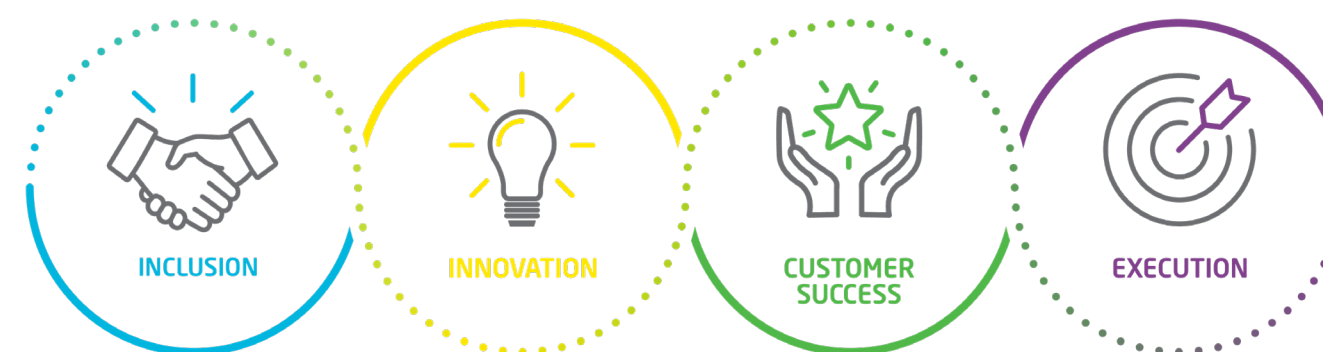 INCLUSION
INNOVATION
CUSTOMER
SUCCESS
EXECUTION